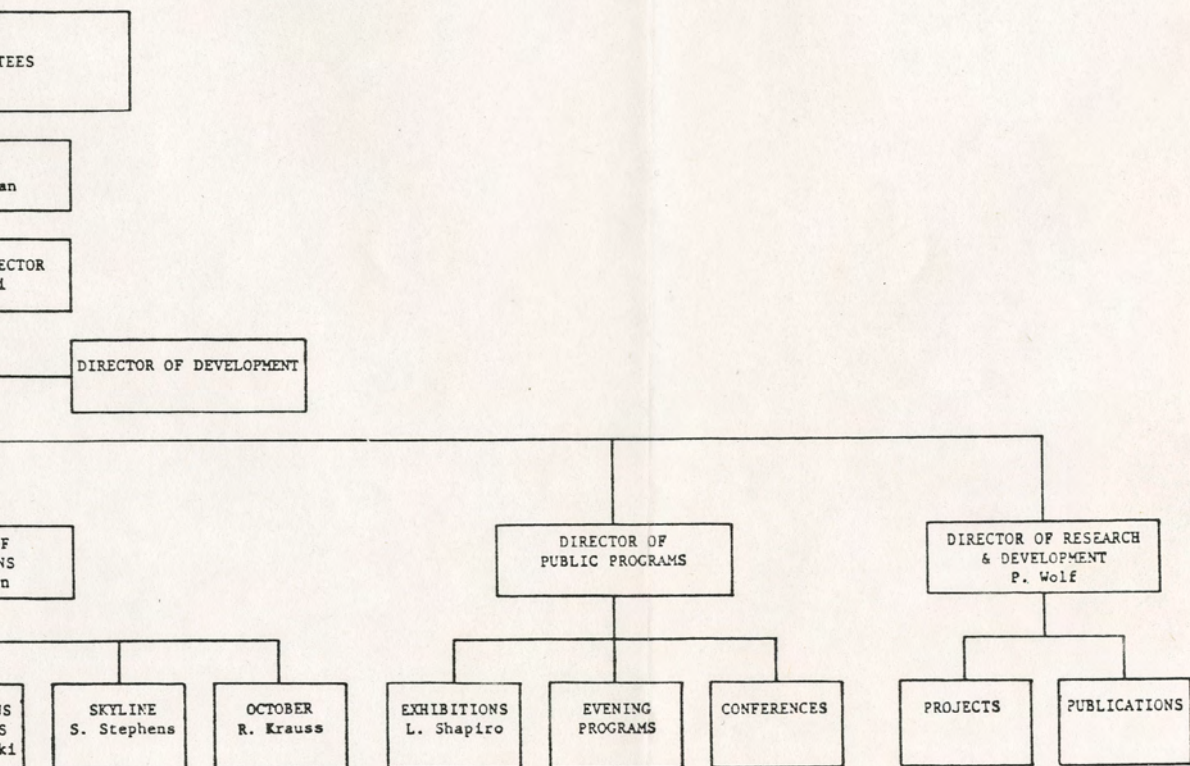 TEES
an
ECTOR
DIRECTOR OF DEVELOPMENT
F
NS
n
DIRECTOR OF
PUBLIC PROGRAMS
DIRECTOR OF RESEARCH
& DEVELOPMENT
P. Wolf
NS
S
ki
SKYLINE
S. Stephens
OCTOBER
R. Krauss
EXHIBITIONS
L. Shapiro
EVENING
PROGRAMS
CONFERENCES
PROJECTS
PUBLICATIONS